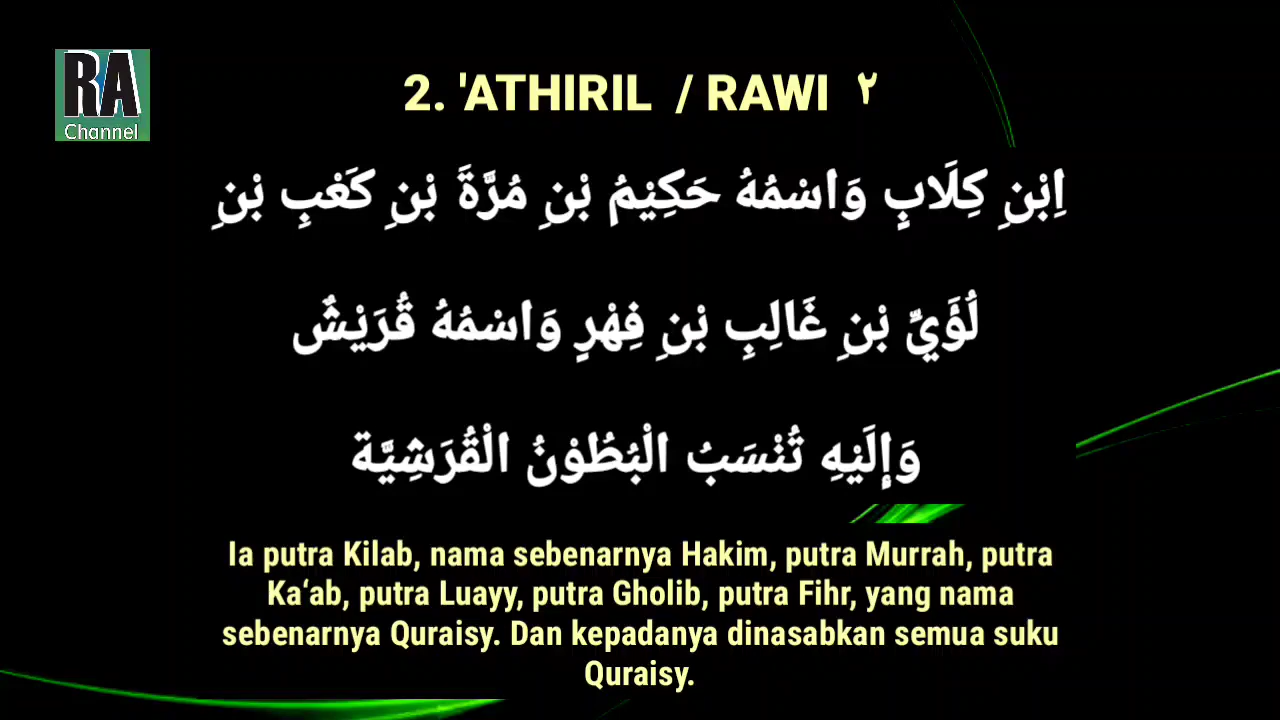 RA
Channel
2. 'ATHIRIL / RAWI ٢
اِبْنِ كِلَابٍ وَاسْمُهُ حَكِيْمُ بْنِ مُرَّةَ بْنِ كَعْبِ بْنِ
لُؤَيِّ بْنِ غَالِبِ بْنِ فِهْرٍ وَاسْمُهُ قُرَيْشٌ
وَإِلَيْهِ تُنْسَبُ الْبُطُوْنُ الْقُرَشِيَّة
Ia putra Kilab, nama sebenarnya Hakim, putra Murrah, putra
Ka‘ab, putra Luayy, putra Gholib, putra Fihr, yang nama
sebenarnya Quraisy. Dan kepadanya dinasabkan semua suku
Quraisy.